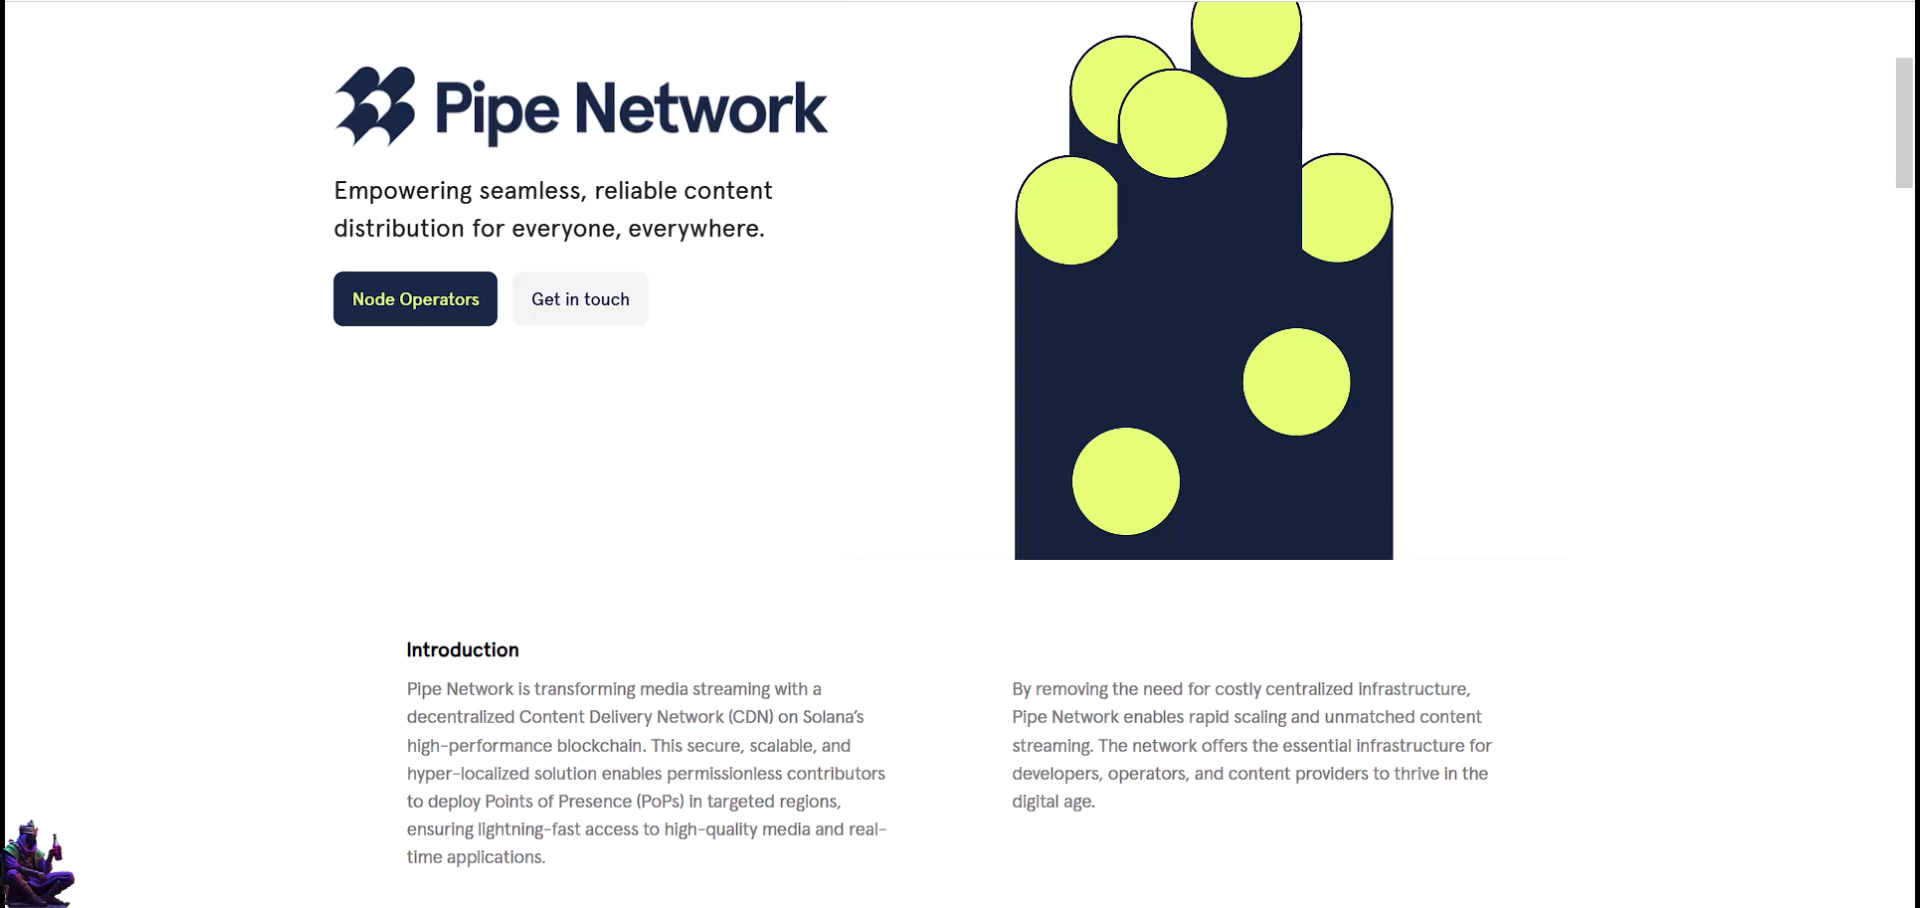 Pipe Network
Empowering seamless, reliable content
distribution for everyone, everywhere.
Node Operators
Get in touch
Introduction
Pipe Network is transforming media streaming with a
decentralized Content Delivery Network (CDN) on Solana’s
high-performance blockchain. This secure, scalable, and
hyper-localized solution enables permissionless contributors
to deploy Points of Presence (PoPs) in targeted regions,
ensuring lightning-fast access to high-quality media and real-
time applications.
By removing the need for costly centralized infrastructure,
Pipe Network enables rapid scaling and unmatched content
streaming. The network offers the essential infrastructure for
developers, operators, and content providers to thrive in the
digital age.